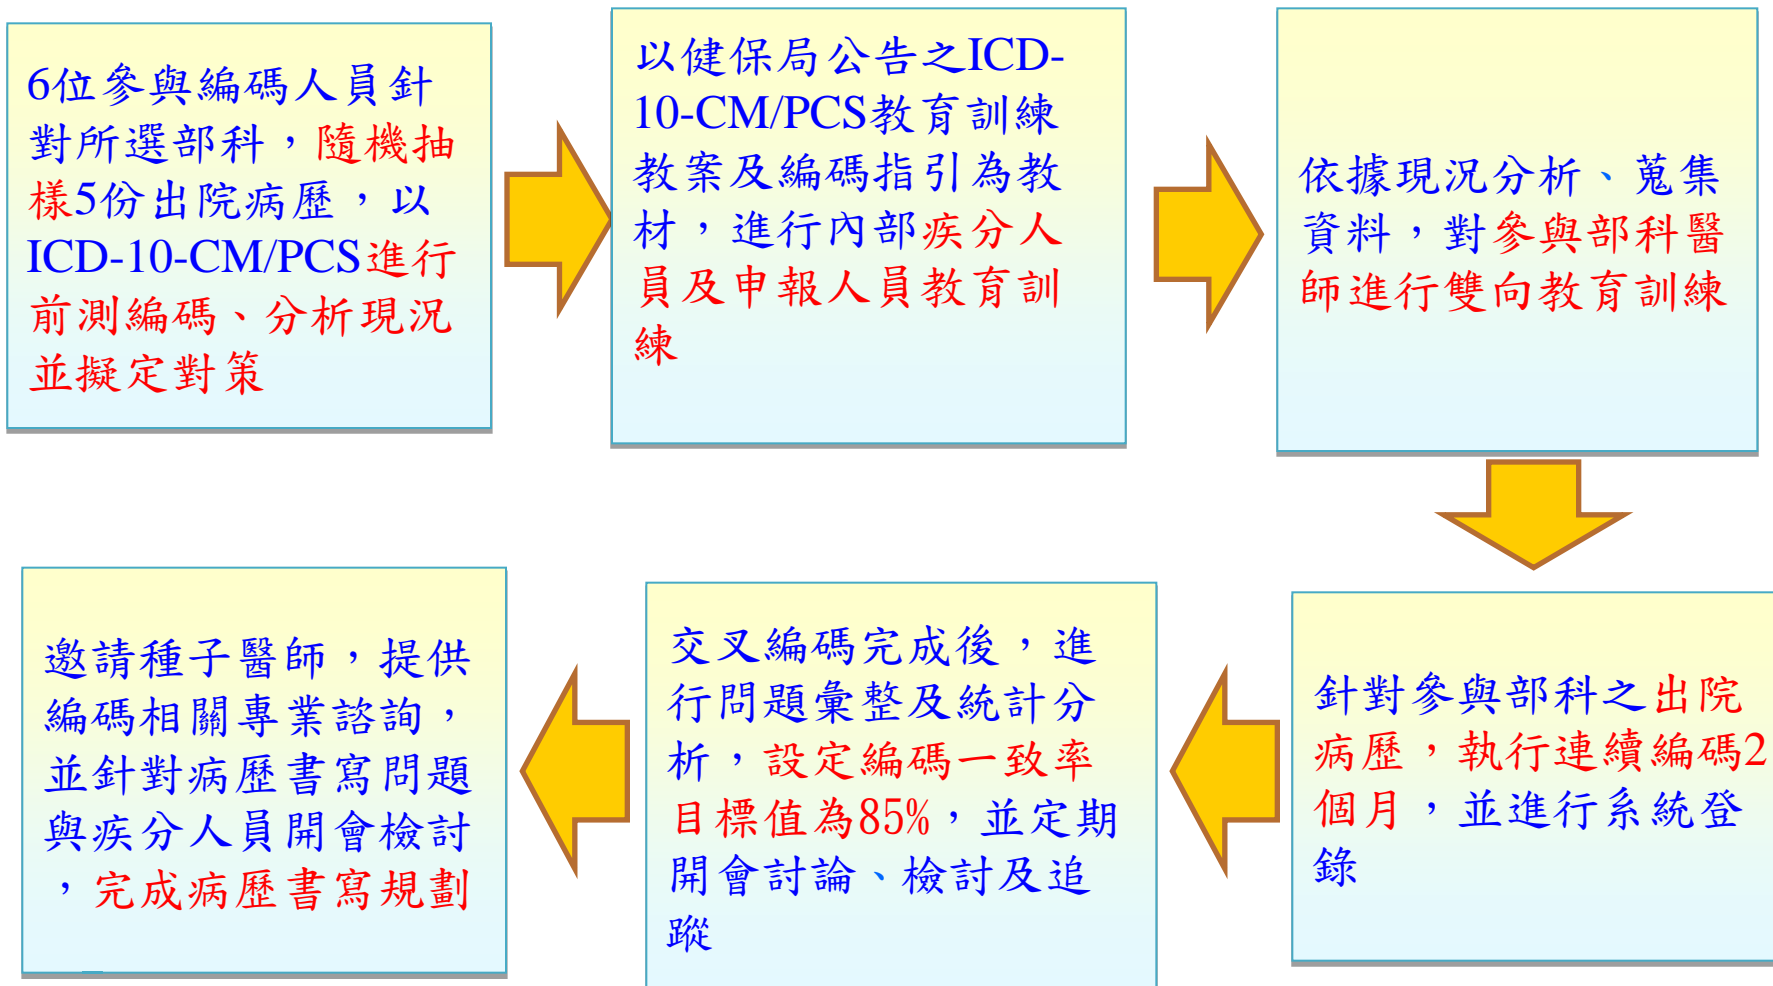 6位參與編碼人員針
對所選部科，隨機抽
樣5份出院病歷，以
ICD-10-CM/PCS進行
前測編碼、分析現況
並擬定對策
以健保局公告之ICD-
10-CM/PCS教育訓練
教案及編碼指引為教
材，進行內部疾分人
員及申報人員教育訓
練
依據現況分析、蒐集
資料，對參與部科醫
師進行雙向教育訓練
針對參與部科之出院
病歷，執行連續編碼2
個月，並進行系統登
錄
交叉編碼完成後，進
行問題彙整及統計分
析，設定編碼一致率
目標值為85%，並定期
開會討論、檢討及追
蹤
邀請種子醫師，提供
編碼相關專業諮詢，
並針對病歷書寫問題
與疾分人員開會檢討
，完成病歷書寫規劃